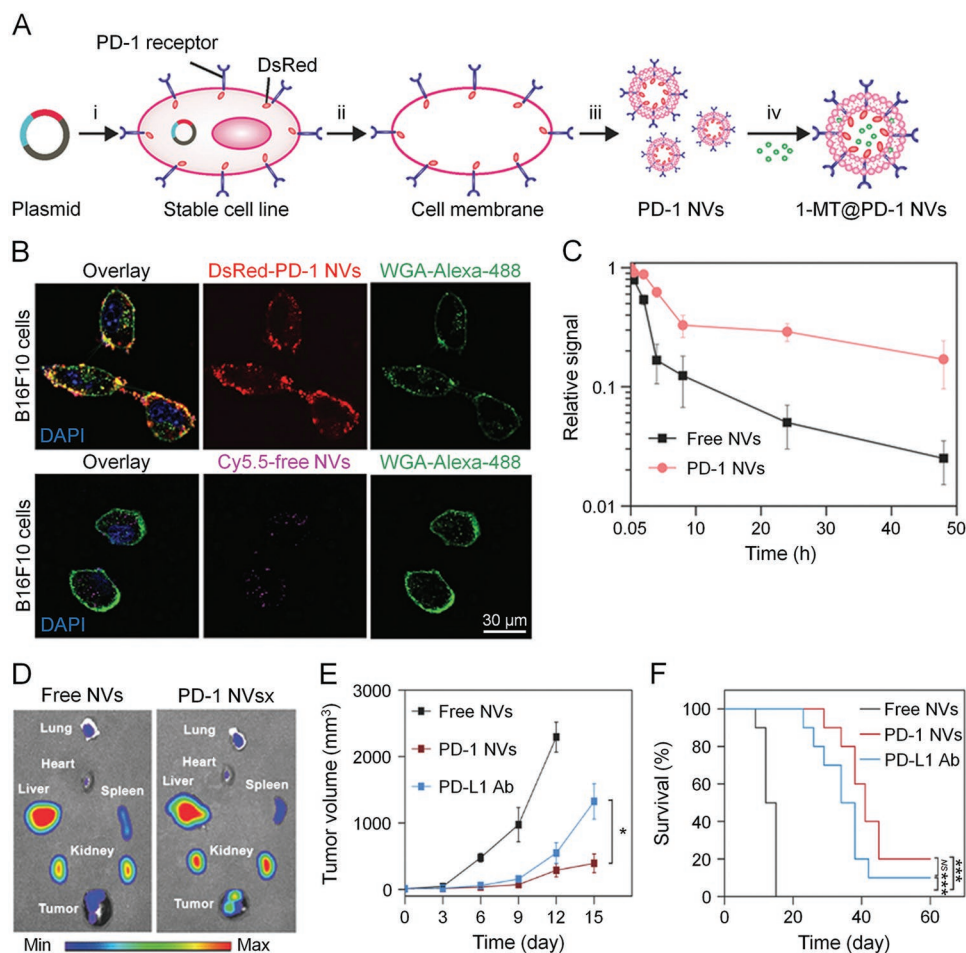 A
PD-1 receptor
DsRed
i
ii
iii
iv
Plasmid
Stable cell line
Cell membrane
PD-1 NVs
1-MT@PD-1 NVs
B
Overlay
DsRed-PD-1 NVs
WGA-Alexa-488
B16F10 cells
DAPI
Overlay
Cy5.5-free NVs
WGA-Alexa-488
B16F10 cells
DAPI
30 µm
C
Relative signal
1
0.1
0.01
Free NVs
PD-1 NVs
0.05
10
20
30
40
50
Time (h)
D
Free NVs
PD-1 NVsx
Lung
Heart
Liver
Spleen
Kidney
Tumor
Lung
Heart
Liver
Spleen
Kidney
Tumor
Min
Max
E
Tumor volume (mm³)
3000
2000
1000
0
Free NVs
PD-1 NVs
PD-L1 Ab
*
0
3
6
9
12
15
Time (day)
F
Survival (%)
100
80
60
40
20
0
Free NVs
PD-1 NVs
PD-L1 Ab
NS
***
***
0
20
40
60
Time (day)